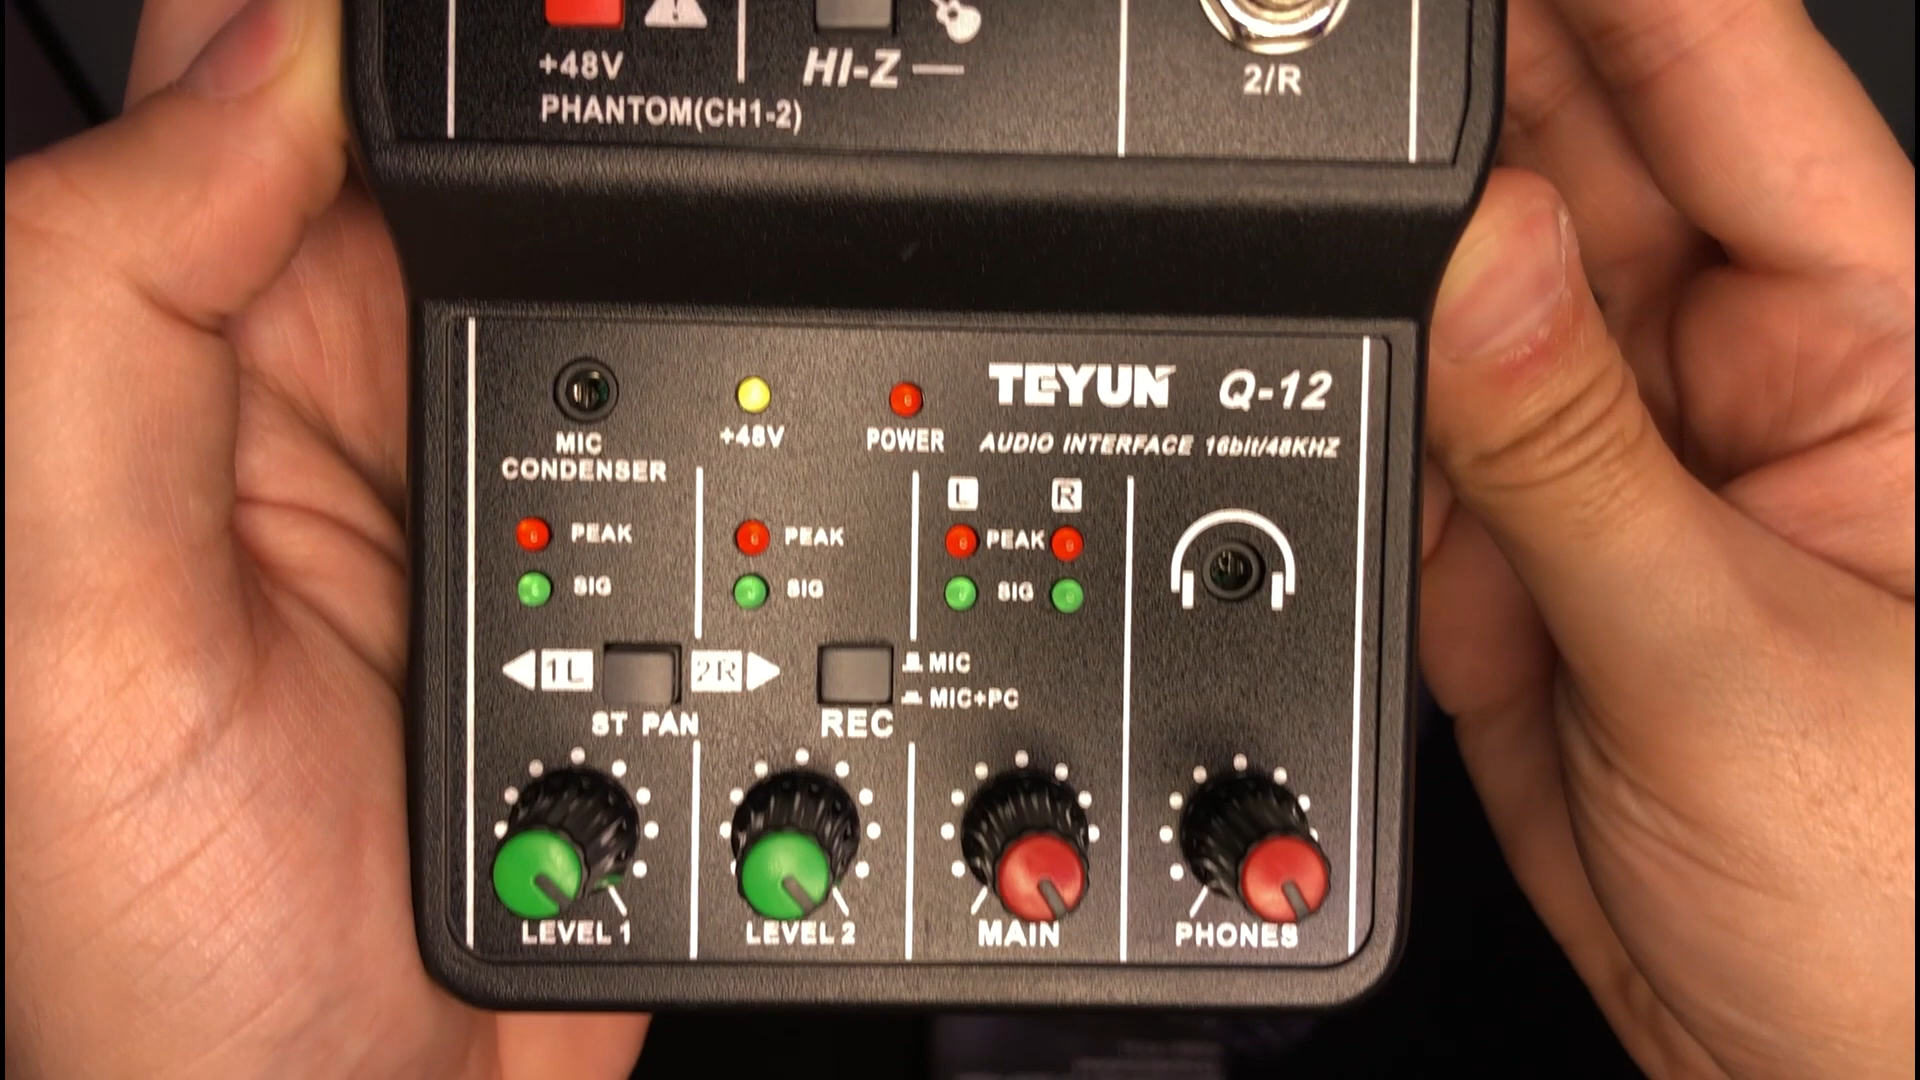 +48V
HI-Z
PHANTOM(CH1-2)
2/R
MIC
CONDENSER
+48V
POWER
TEYUN Q-12
AUDIO INTERFACE 16bit/48KHZ
L R
PEAK PEAK PEAK
SIG SIG SIG
1L 2R
ST PAN
REC
MIC
MIC+PC
LEVEL 1
LEVEL 2
MAIN
PHONES